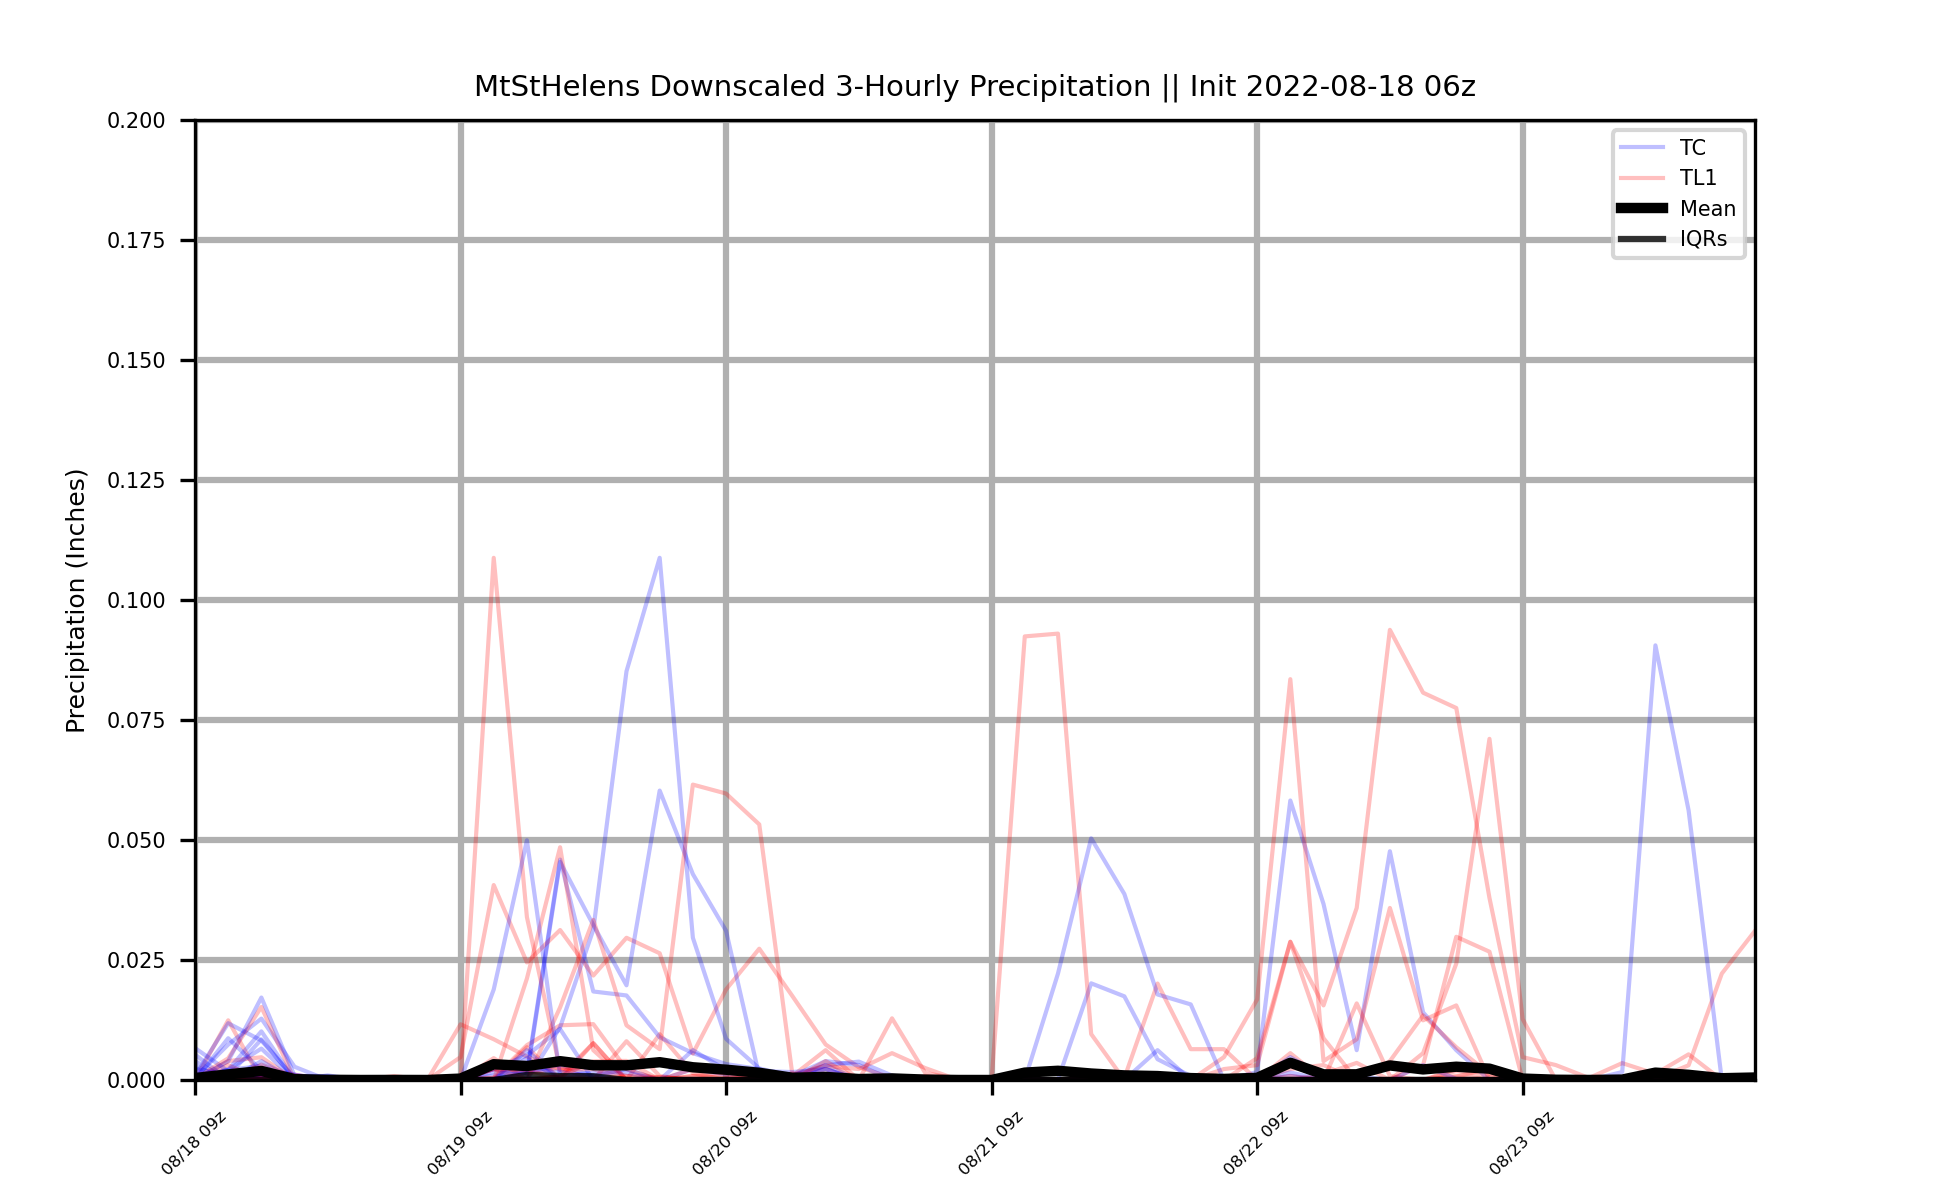 MtStHelens Downscaled 3-Hourly Precipitation || Init 2022-08-18 06z
Precipitation (Inches)
0.200
0.175
0.150
0.125
0.100
0.075
0.050
0.025
0.000
TC
TL1
Mean
IQRs
08/18 09z
08/19 09z
08/20 09z
08/21 09z
08/22 09z
08/23 09z